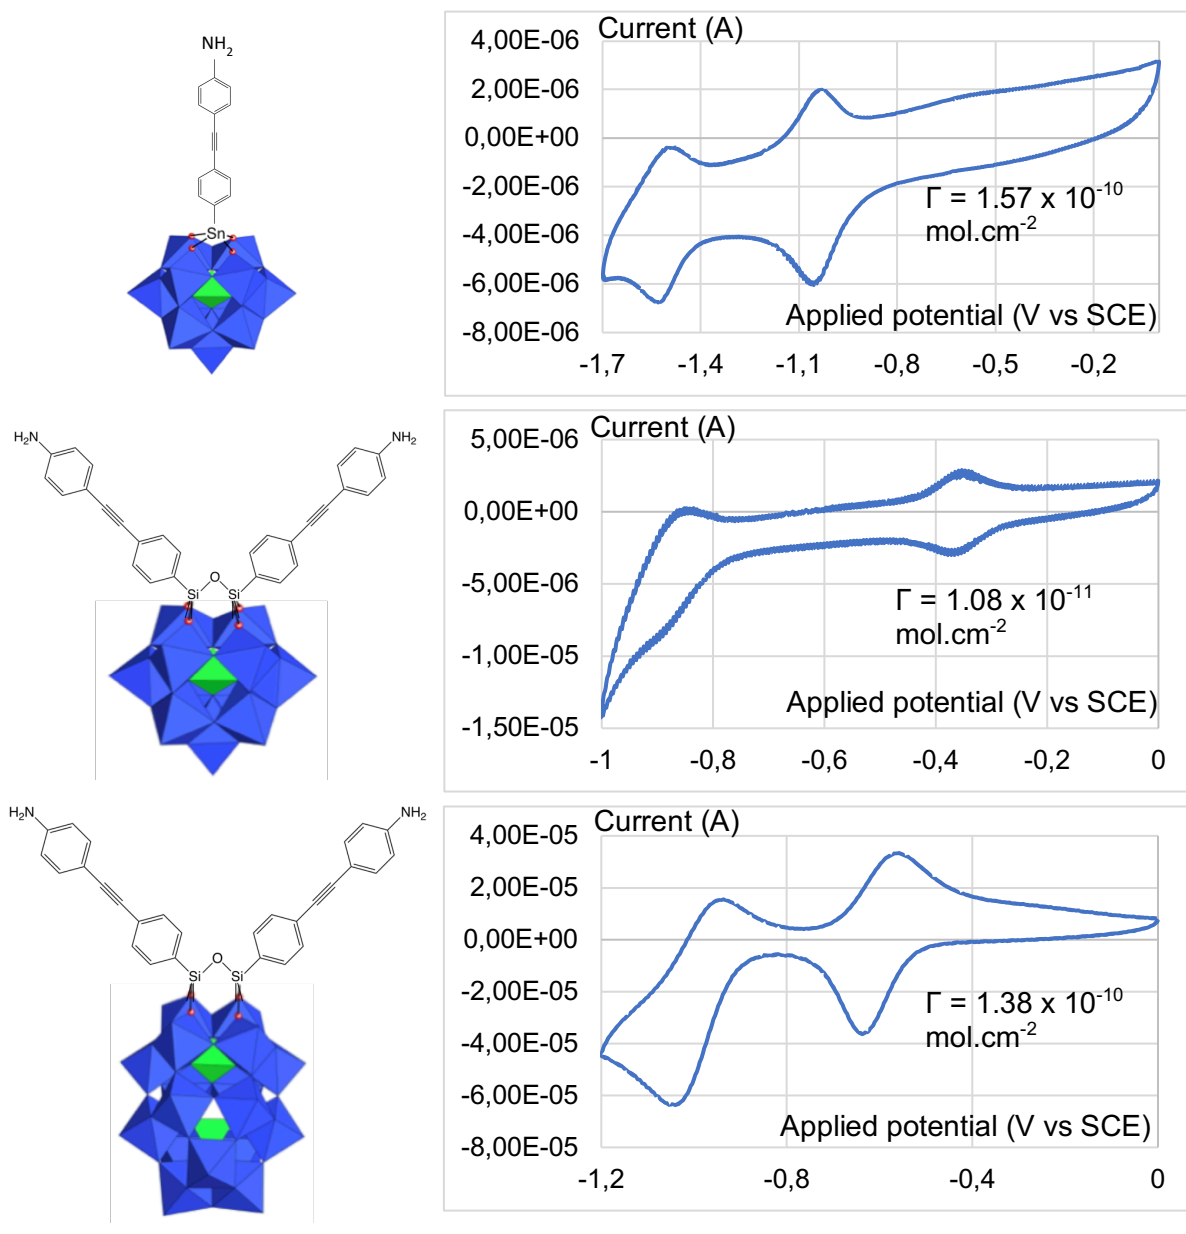 NH2
Sn
Current (A)
4,00E-06
2,00E-06
0,00E+00
-2,00E-06
-4,00E-06
-6,00E-06
-8,00E-06
Γ = 1.57 x 10-10
mol.cm-2
Applied potential (V vs SCE)
-1,7 -1,4 -1,1 -0,8 -0,5 -0,2
H2N NH2
O
Si Si
Current (A)
5,00E-06
0,00E+00
-5,00E-06
-1,00E-05
-1,50E-05
Γ = 1.08 x 10-11
mol.cm-2
Applied potential (V vs SCE)
-1 -0,8 -0,6 -0,4 -0,2 0
H2N NH2
O
Si Si
Current (A)
4,00E-05
2,00E-05
0,00E+00
-2,00E-05
-4,00E-05
-6,00E-05
-8,00E-05
Γ = 1.38 x 10-10
mol.cm-2
Applied potential (V vs SCE)
-1,2 -0,8 -0,4 0